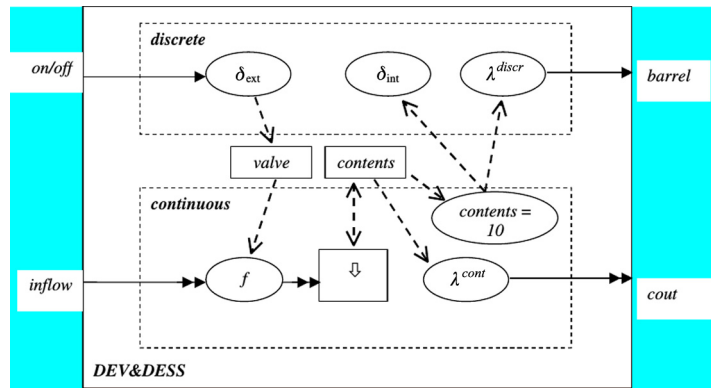 discrete
on/off
δext
δint
λdiscr
barrel
valve
contents
continuous
contents =
10
inflow
f
⇩
λcont
cout
DEV&DESS